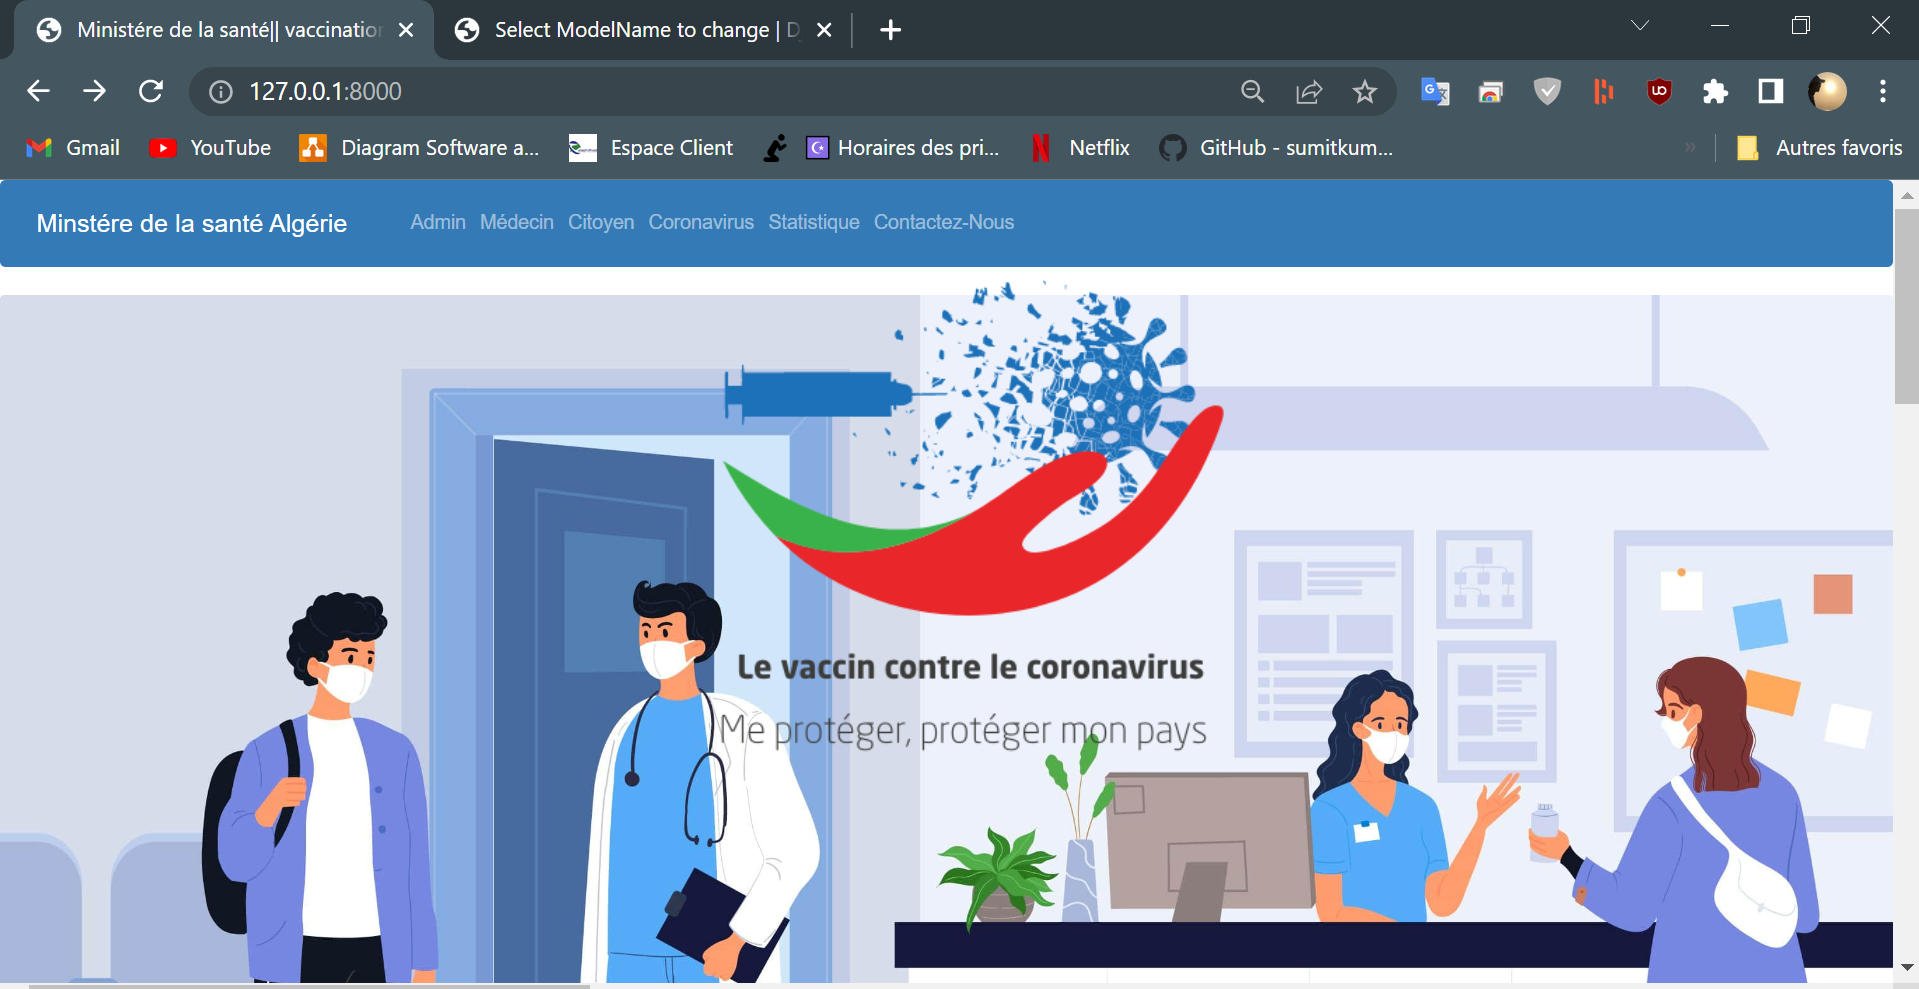 Ministére de la santé|| vaccination
Select ModelName to change | D
127.0.0.1:8000
Gmail
YouTube
Diagram Software a...
Espace Client
Horaires des pri...
Netflix
GitHub - sumitkum...
»
Autres favoris
Minstére de la santé Algérie
Admin
Médecin
Citoyen
Coronavirus
Statistique
Contactez-Nous
Le vaccin contre le coronavirus
Me protéger, protéger mon pays